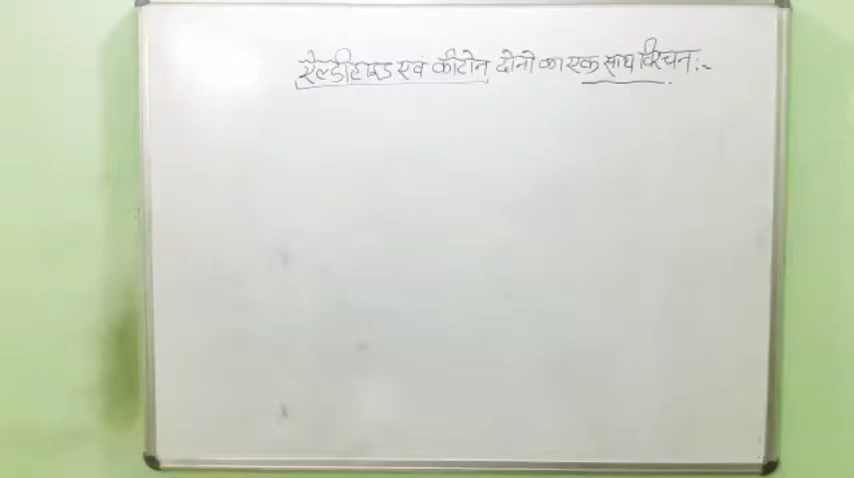 ऐल्डीहाइड एवं कीटोन दोनो का एक साथ विरचन :-